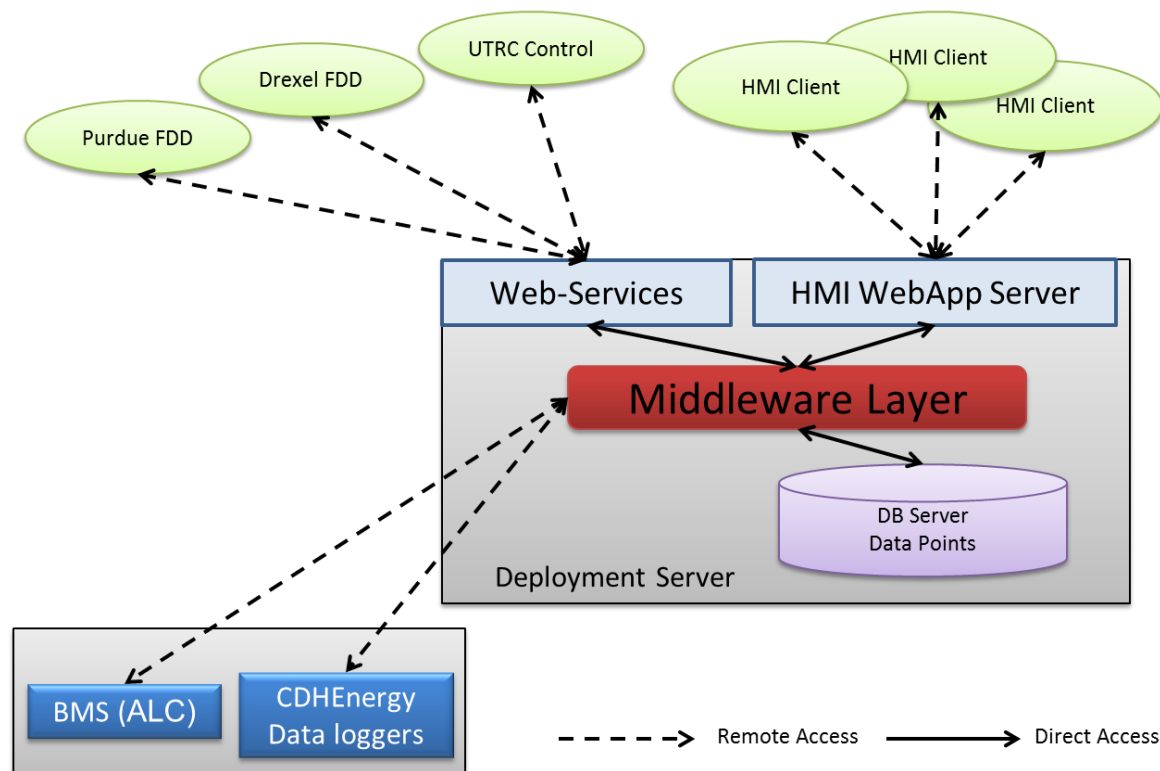 UTRC Control
Drexel FDD
Purdue FDD
HMI Client
HMI Client
HMI Client
Web-Services
HMI WebApp Server
Middleware Layer
DB Server
Data Points
Deployment Server
BMS (ALC)
CDHEnergy
Data loggers
Remote Access
Direct Access